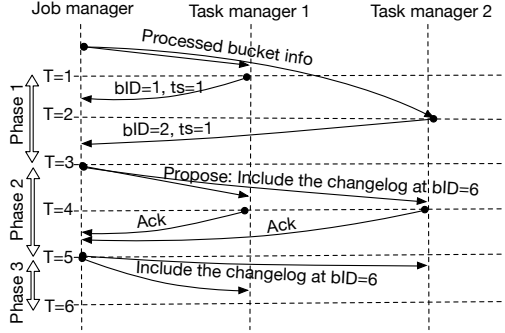 Job manager
Task manager 1
Task manager 2
Processed bucket info
T=1
bID=1, ts=1
Phase 1
T=2
bID=2, ts=1
T=3
Propose: Include the changelog at bID=6
Phase 2
T=4
Ack
Ack
T=5
Include the changelog at bID=6
Phase 3
T=6